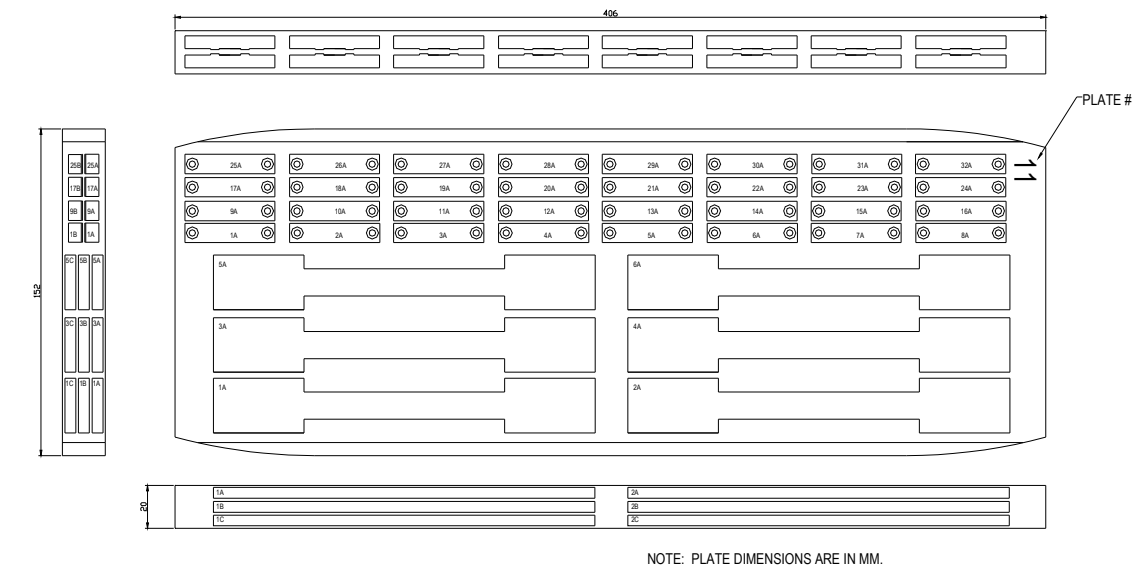 406
PLATE #
11
25B 25A
25A 26A 27A 28A 29A 30A 31A 32A
17B 17A
17A 18A 19A 20A 21A 22A 23A 24A
9B 9A
9A 10A 11A 12A 13A 14A 15A 16A
1B 1A
1A 2A 3A 4A 5A 6A 7A 8A
152
5C 5B 5A
5A 6A
3C 3B 3A
3A 4A
1C 1B 1A
1A 2A
20
1A 2A
1B 2B
1C 2C
NOTE: PLATE DIMENSIONS ARE IN MM.